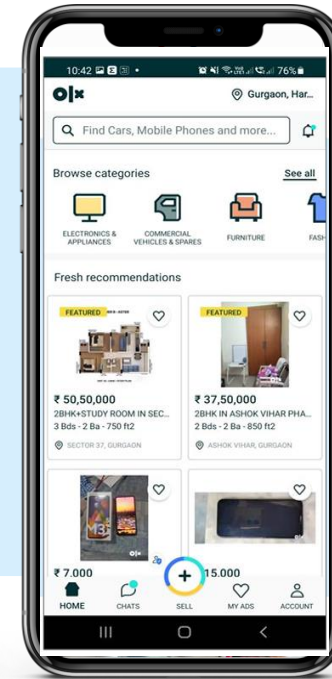 10:42
76%
olx
Gurgaon, Har...
Find Cars, Mobile Phones and more...
Browse categories
See all
ELECTRONICS & APPLIANCES
COMMERCIAL VEHICLES & SPARES
FURNITURE
FASH
Fresh recommendations
FEATURED
₹ 50,50,000
2BHK+STUDY ROOM IN SEC...
3 Bds - 2 Ba - 750 ft2
SECTOR 37, GURGAON
FEATURED
₹ 37,50,000
2BHK IN ASHOK VIHAR PHA...
2 Bds - 2 Ba - 850 ft2
ASHOK VIHAR, GURGAON
olx
₹ 7,000
15,000
HOME
CHATS
SELL
MY ADS
ACCOUNT